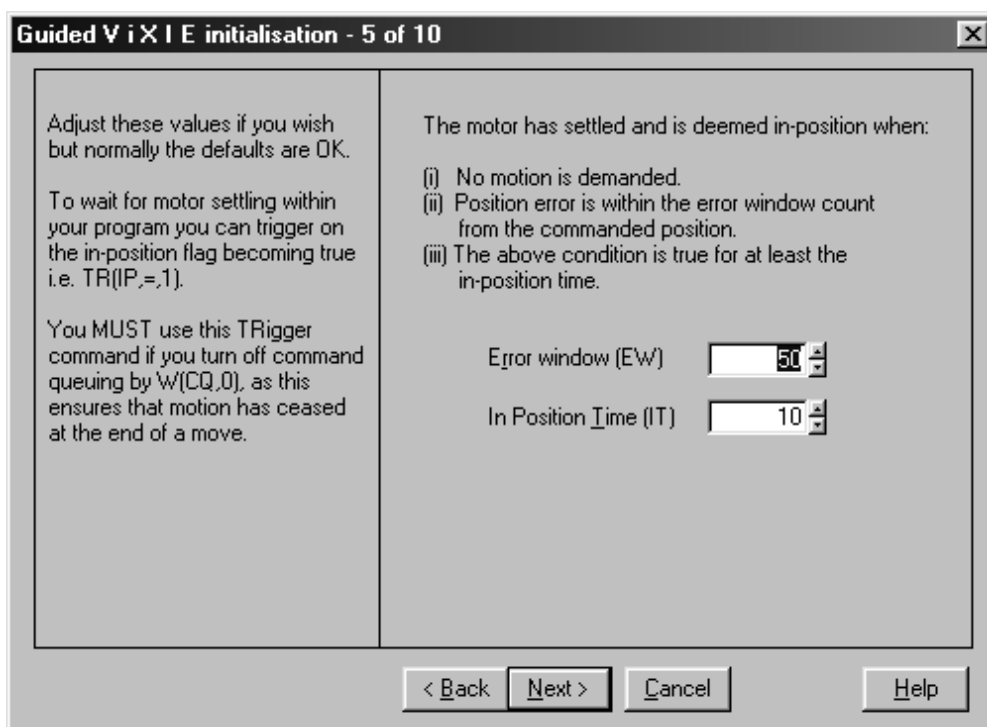 Guided V i X I E initialisation - 5 of 10
Adjust these values if you wish
but normally the defaults are OK.
To wait for motor settling within
your program you can trigger on
the in-position flag becoming true
i.e. TR(IP,=,1).
You MUST use this TRigger
command if you turn off command
queuing by W(CQ,0), as this
ensures that motion has ceased
at the end of a move.
The motor has settled and is deemed in-position when:
(i) No motion is demanded.
(ii) Position error is within the error window count
from the commanded position.
(iii) The above condition is true for at least the
in-position time.
Error window (EW) 50
In Position Time (IT) 10
< Back Next > Cancel Help